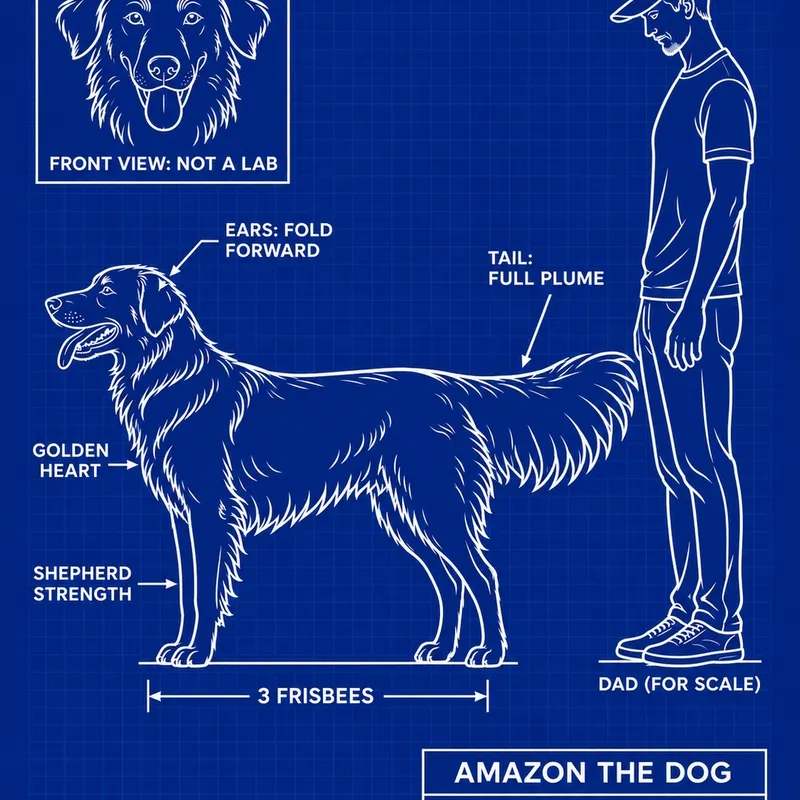 FRONT VIEW: NOT A LAB
EARS: FOLD
FORWARD
TAIL:
FULL PLUME
GOLDEN
HEART
SHEPHERD
STRENGTH
3 FRISBEES
DAD (FOR SCALE)
AMAZON THE DOG